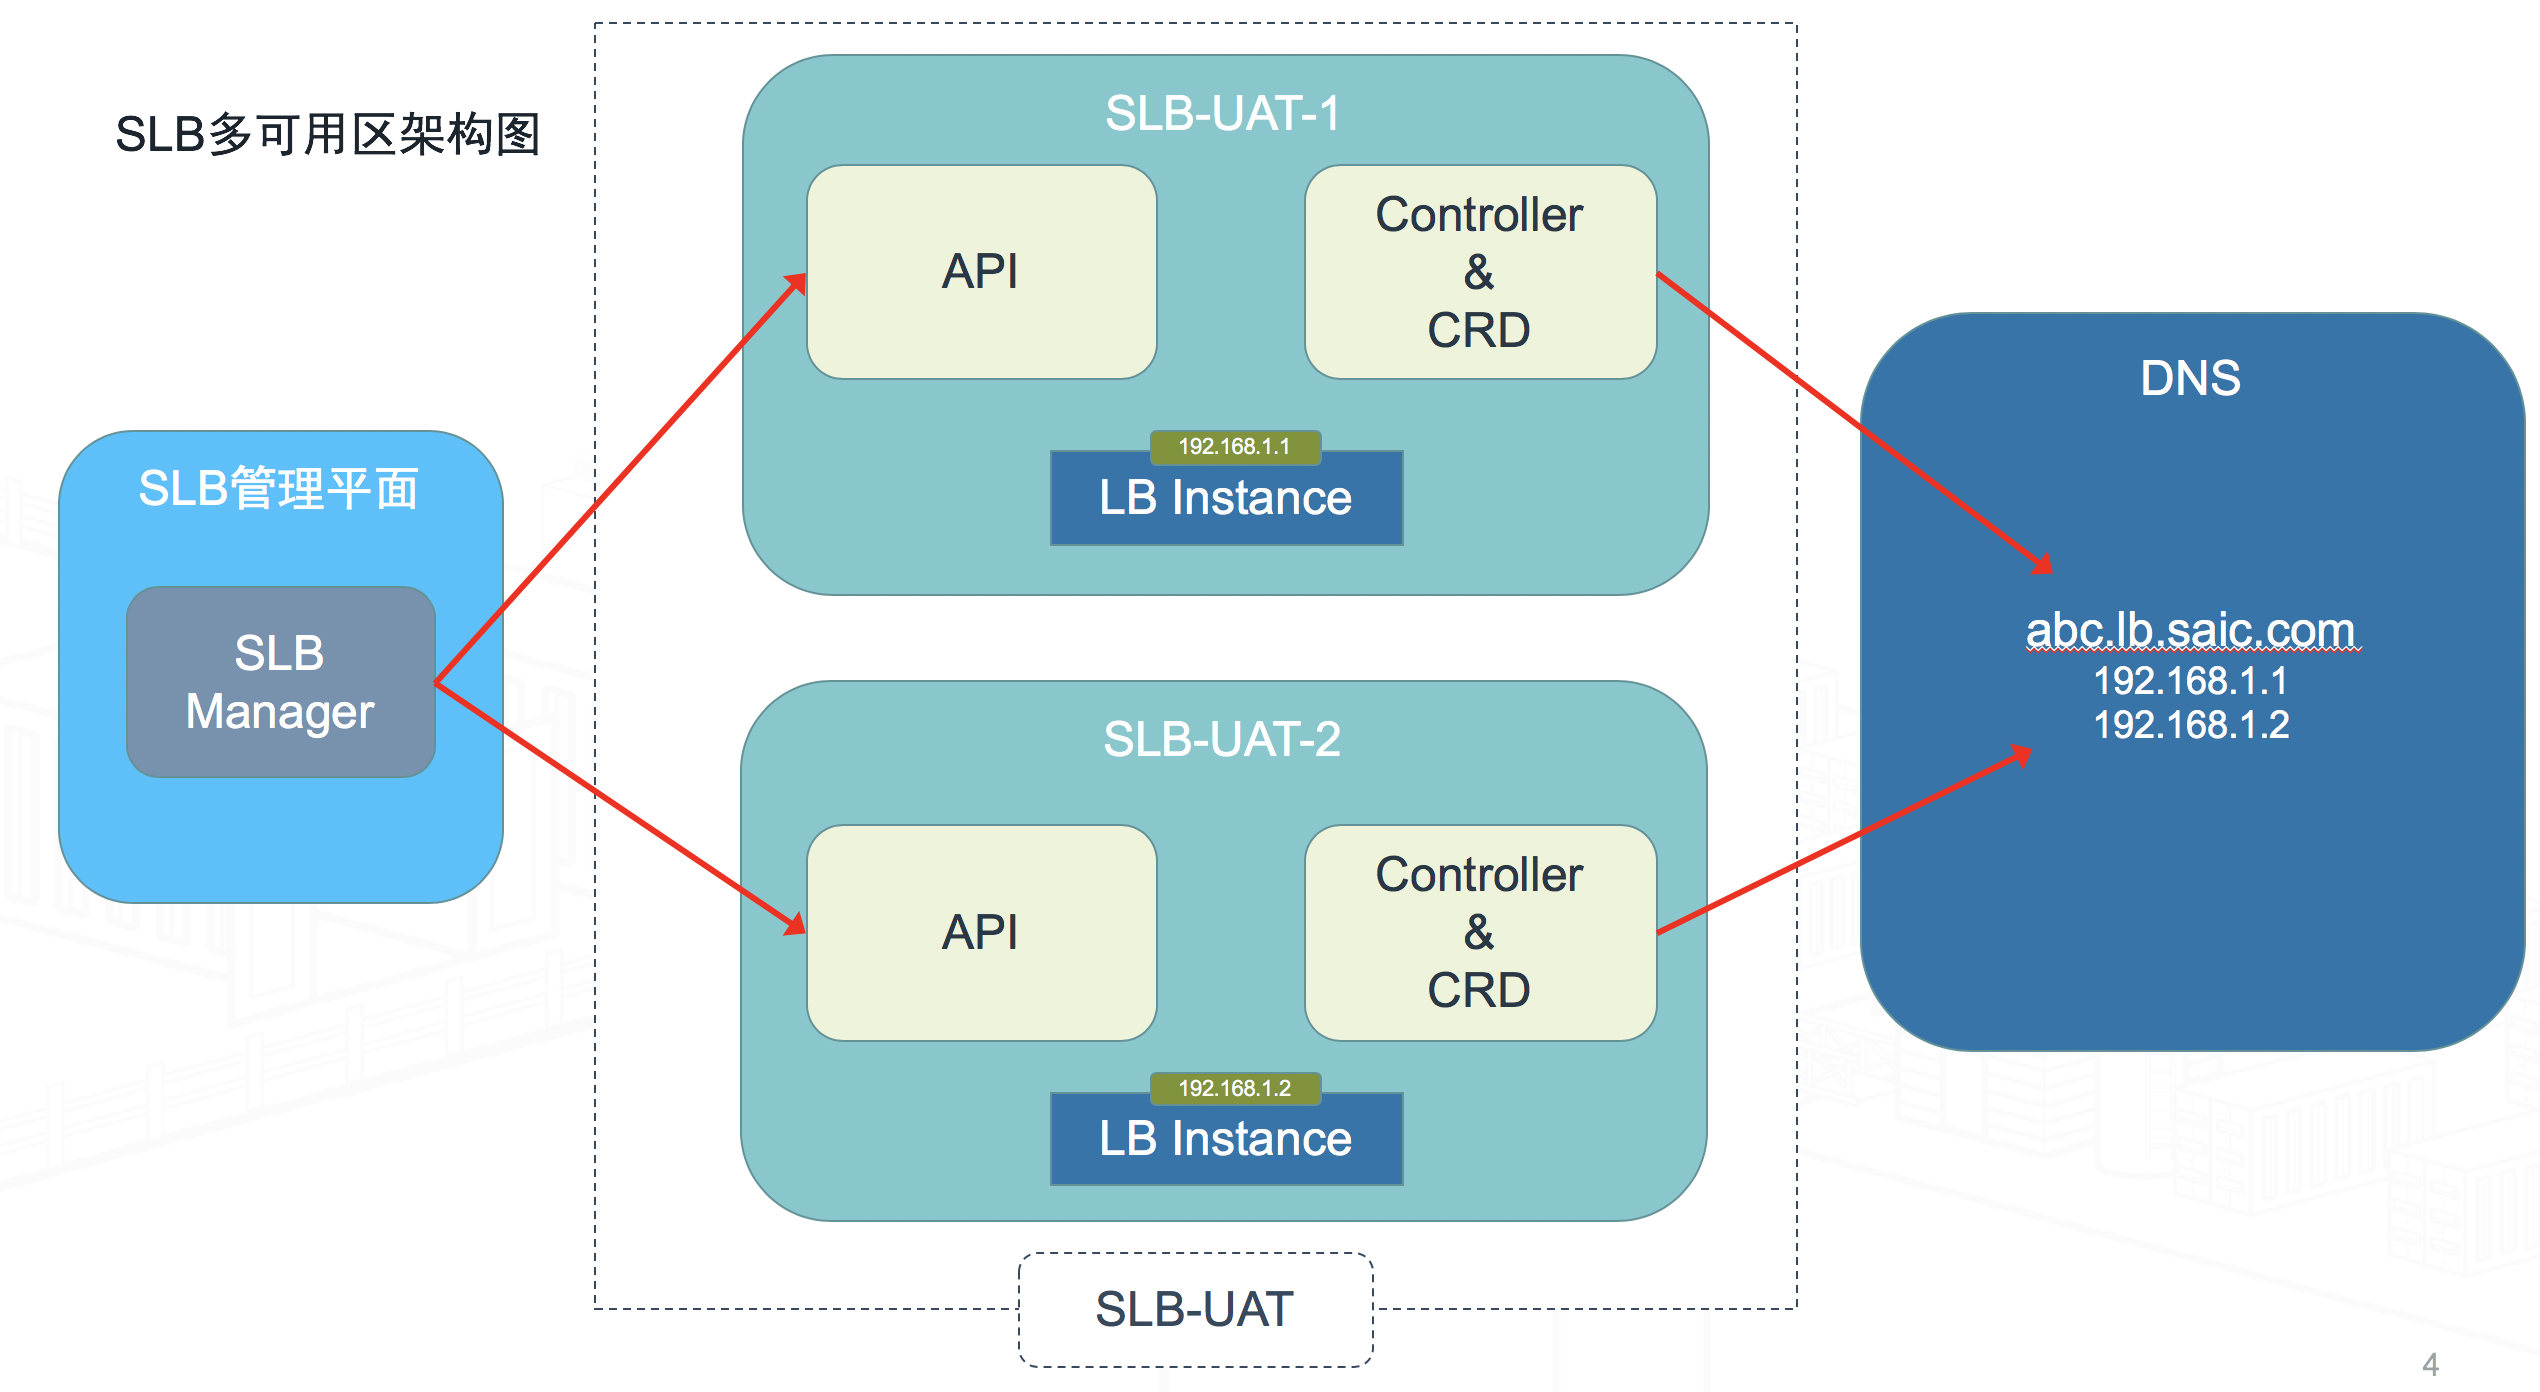 SLB多可用区架构图
SLB管理平面
SLB
Manager
SLB-UAT-1
API
Controller
&
CRD
192.168.1.1
LB Instance
SLB-UAT-2
API
Controller
&
CRD
192.168.1.2
LB Instance
SLB-UAT
DNS
abc.lb.saic.com
192.168.1.1
192.168.1.2
4